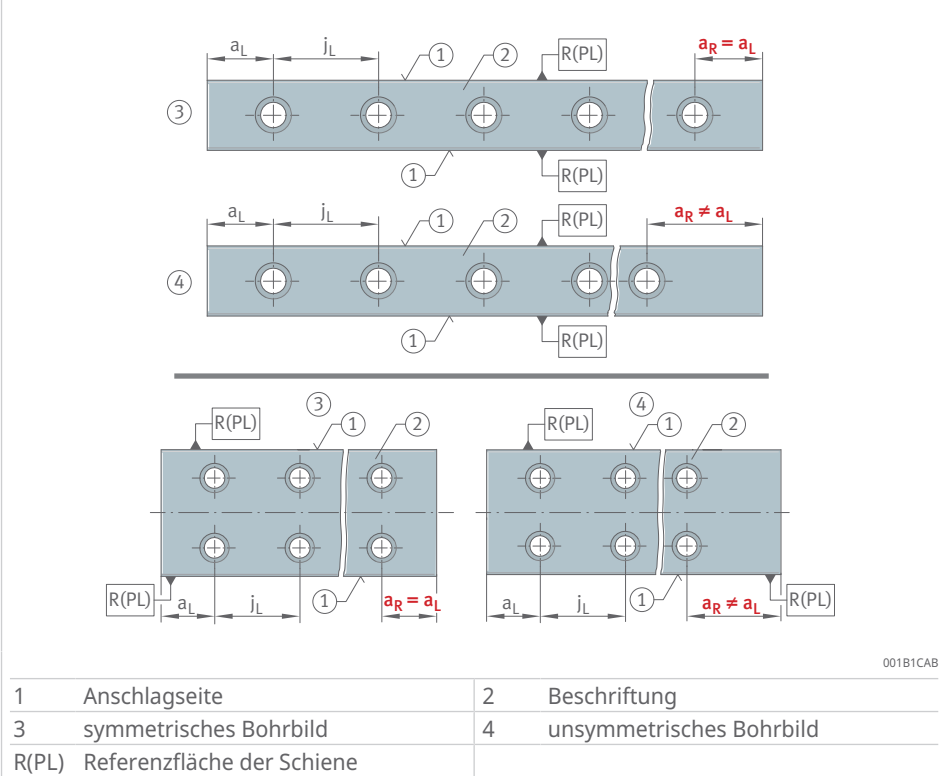 aL jL 1 2 R(PL) aR = aL
3
1 R(PL)
aL jL 1 2 R(PL) aR ≠ aL
4
1 R(PL)
R(PL) 3 1 2
R(PL) aL jL 1 aR = aL
R(PL) 4 1 2
aL jL 1 aR ≠ aL R(PL)
001B1CAB
1 Anschlagseite 2 Beschriftung
3 symmetrisches Bohrbild 4 unsymmetrisches Bohrbild
R(PL) Referenzfläche der Schiene